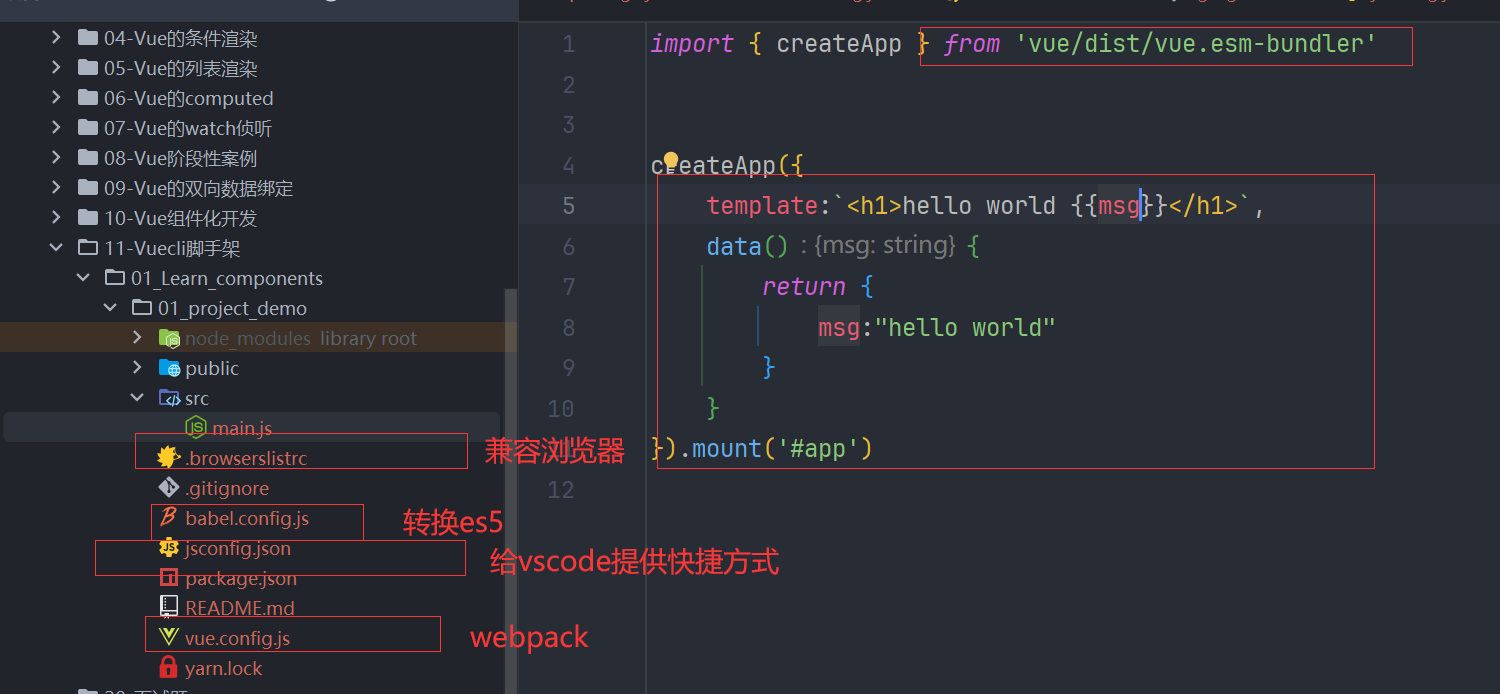 04-Vue的条件渲染
05-Vue的列表渲染
06-Vue的computed
07-Vue的watch侦听
08-Vue阶段性案例
09-Vue的双向数据绑定
10-Vue组件化开发
11-Vuecli脚手架
01_Learn_components
01_project_demo
node_modules library root
public
src
main.js
.browserslistrc
兼容浏览器
.gitignore
babel.config.js
转换es5
jsconfig.json
给vscode提供快捷方式
package.json
README.md
vue.config.js
webpack
yarn.lock
1 import { createApp } from 'vue/dist/vue.esm-bundler'
2
3
4 createApp({
5 template:`<h1>hello world {{msg}}</h1>`,
6 data() : {msg: string} {
7 return {
8 msg:"hello world"
9 }
10 }
}).mount('#app')
12